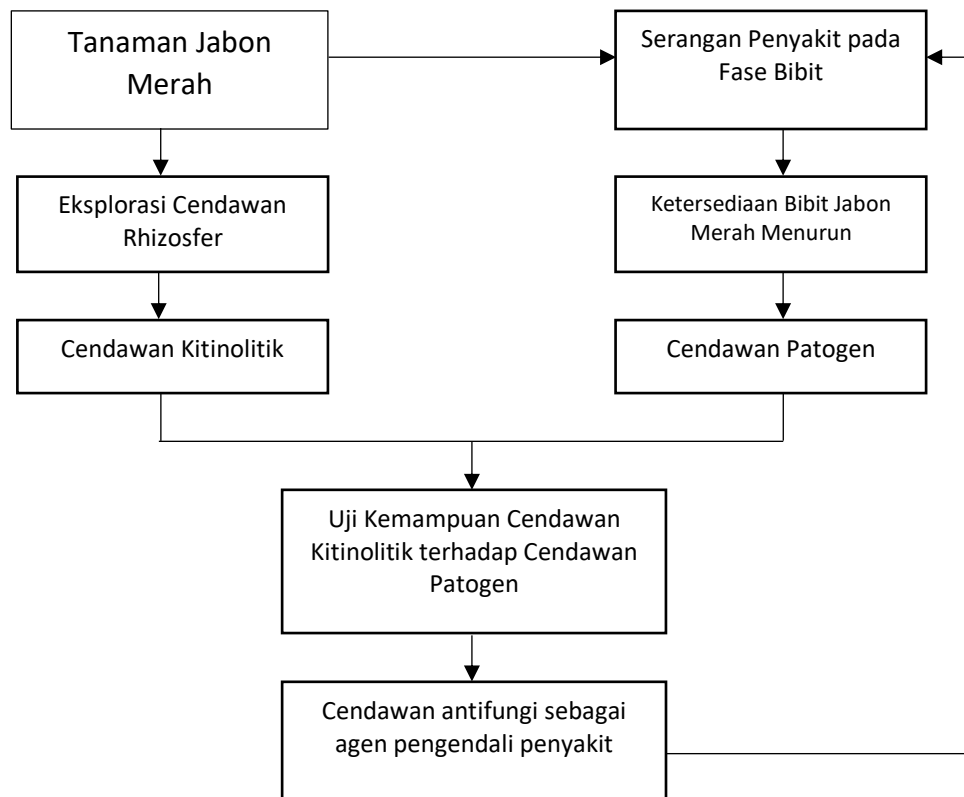 Tanaman Jabon
Merah
Serangan Penyakit pada
Fase Bibit
Eksplorasi Cendawan
Rhizosfer
Ketersediaan Bibit Jabon
Merah Menurun
Cendawan Kitinolitik
Cendawan Patogen
Uji Kemampuan Cendawan
Kitinolitik terhadap Cendawan
Patogen
Cendawan antifungi sebagai
agen pengendali penyakit